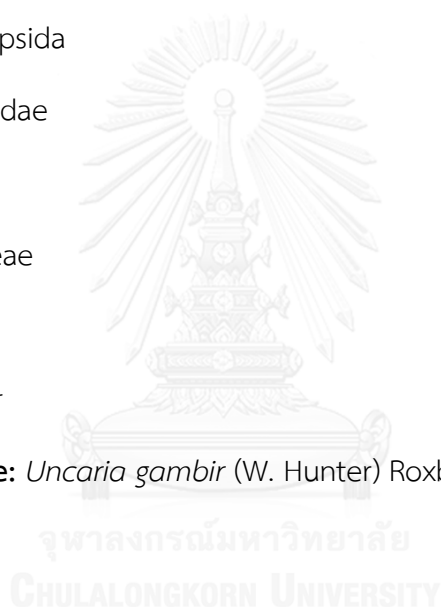 psida
dae
eae
e: Uncaria gambir (W. Hunter) Roxb
จุฬาลงกรณ์มหาวิทยาลัย
CHULALONGKORN UNIVERSITY